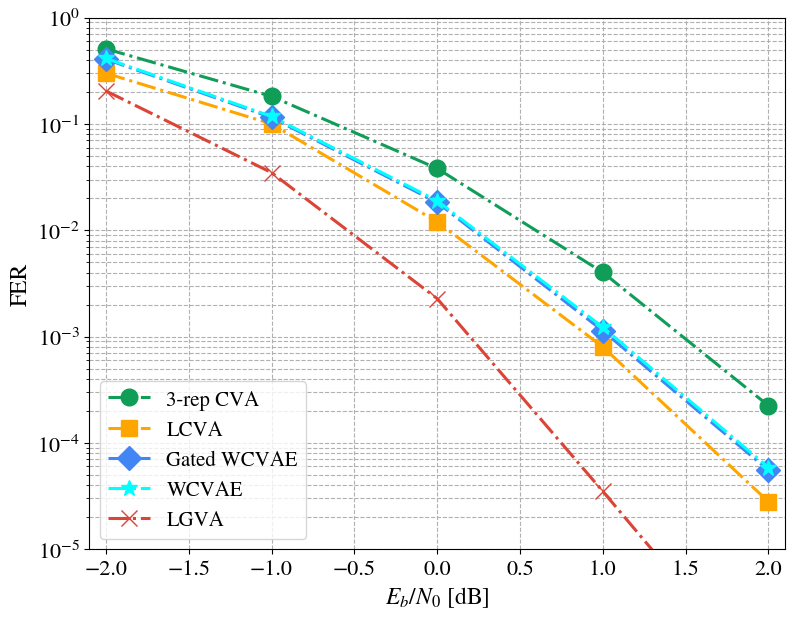 10⁰
10⁻¹
10⁻²
10⁻³
10⁻⁴
10⁻⁵
FER
3-rep CVA
LCVA
Gated WCVAE
WCVAE
LGVA
−2.0 −1.5 −1.0 −0.5 0.0 0.5 1.0 1.5 2.0
E_b/N_0 [dB]